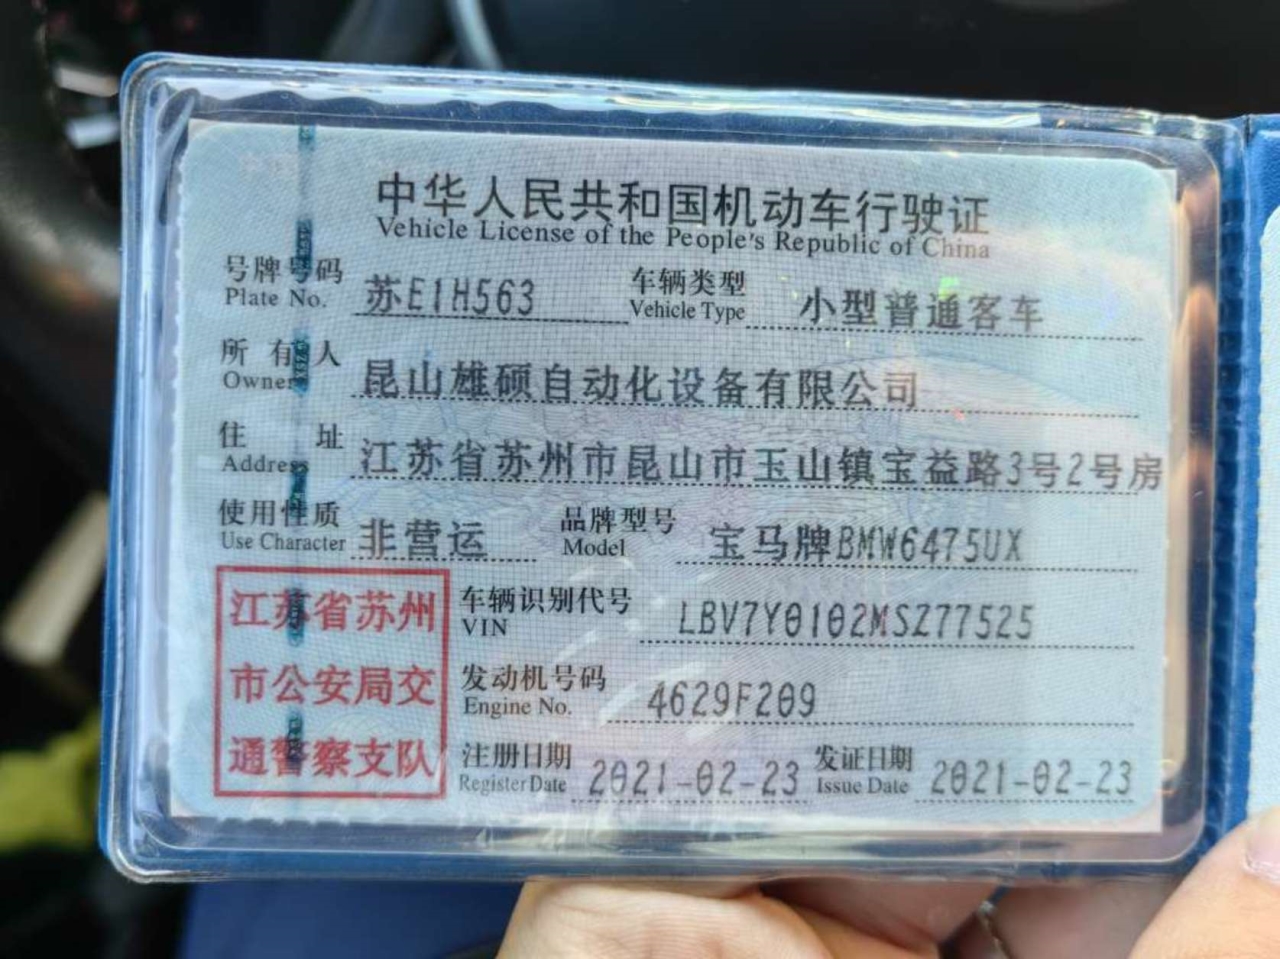 中华人民共和国机动车行驶证
Vehicle License of the People's Republic of China
号牌号码 苏E1H563 车辆类型 小型普通客车
Plate No. Vehicle Type
所有人 昆山雄硕自动化设备有限公司
Owner
住址 江苏省苏州市昆山市玉山镇宝益路3号2号房
Address
使用性质 非营运 品牌型号 宝马牌BMW6475UX
Use Character Model
江苏省苏州
市公安局交
通警察支队
车辆识别代号 LBV7Y0102MSZ77525
VIN
发动机号码 4629F209
Engine No.
注册日期 2021-02-23 发证日期 2021-02-23
Register Date Issue Date